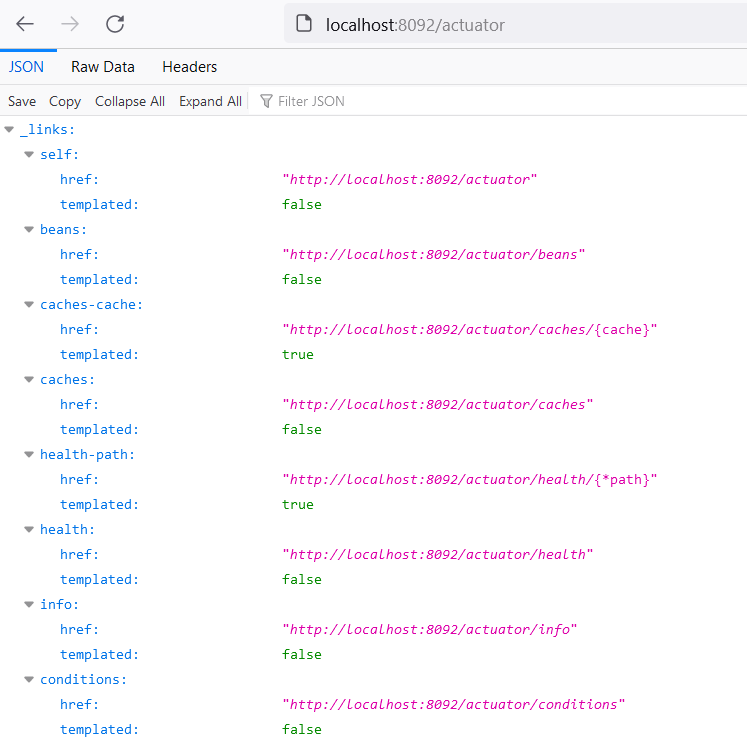 localhost:8092/actuator
JSON Raw Data Headers
Save Copy Collapse All Expand All Filter JSON
_links:
self:
href: "http://localhost:8092/actuator"
templated: false
beans:
href: "http://localhost:8092/actuator/beans"
templated: false
caches-cache:
href: "http://localhost:8092/actuator/caches/{cache}"
templated: true
caches:
href: "http://localhost:8092/actuator/caches"
templated: false
health-path:
href: "http://localhost:8092/actuator/health/{*path}"
templated: true
health:
href: "http://localhost:8092/actuator/health"
templated: false
info:
href: "http://localhost:8092/actuator/info"
templated: false
conditions:
href: "http://localhost:8092/actuator/conditions"
templated: false